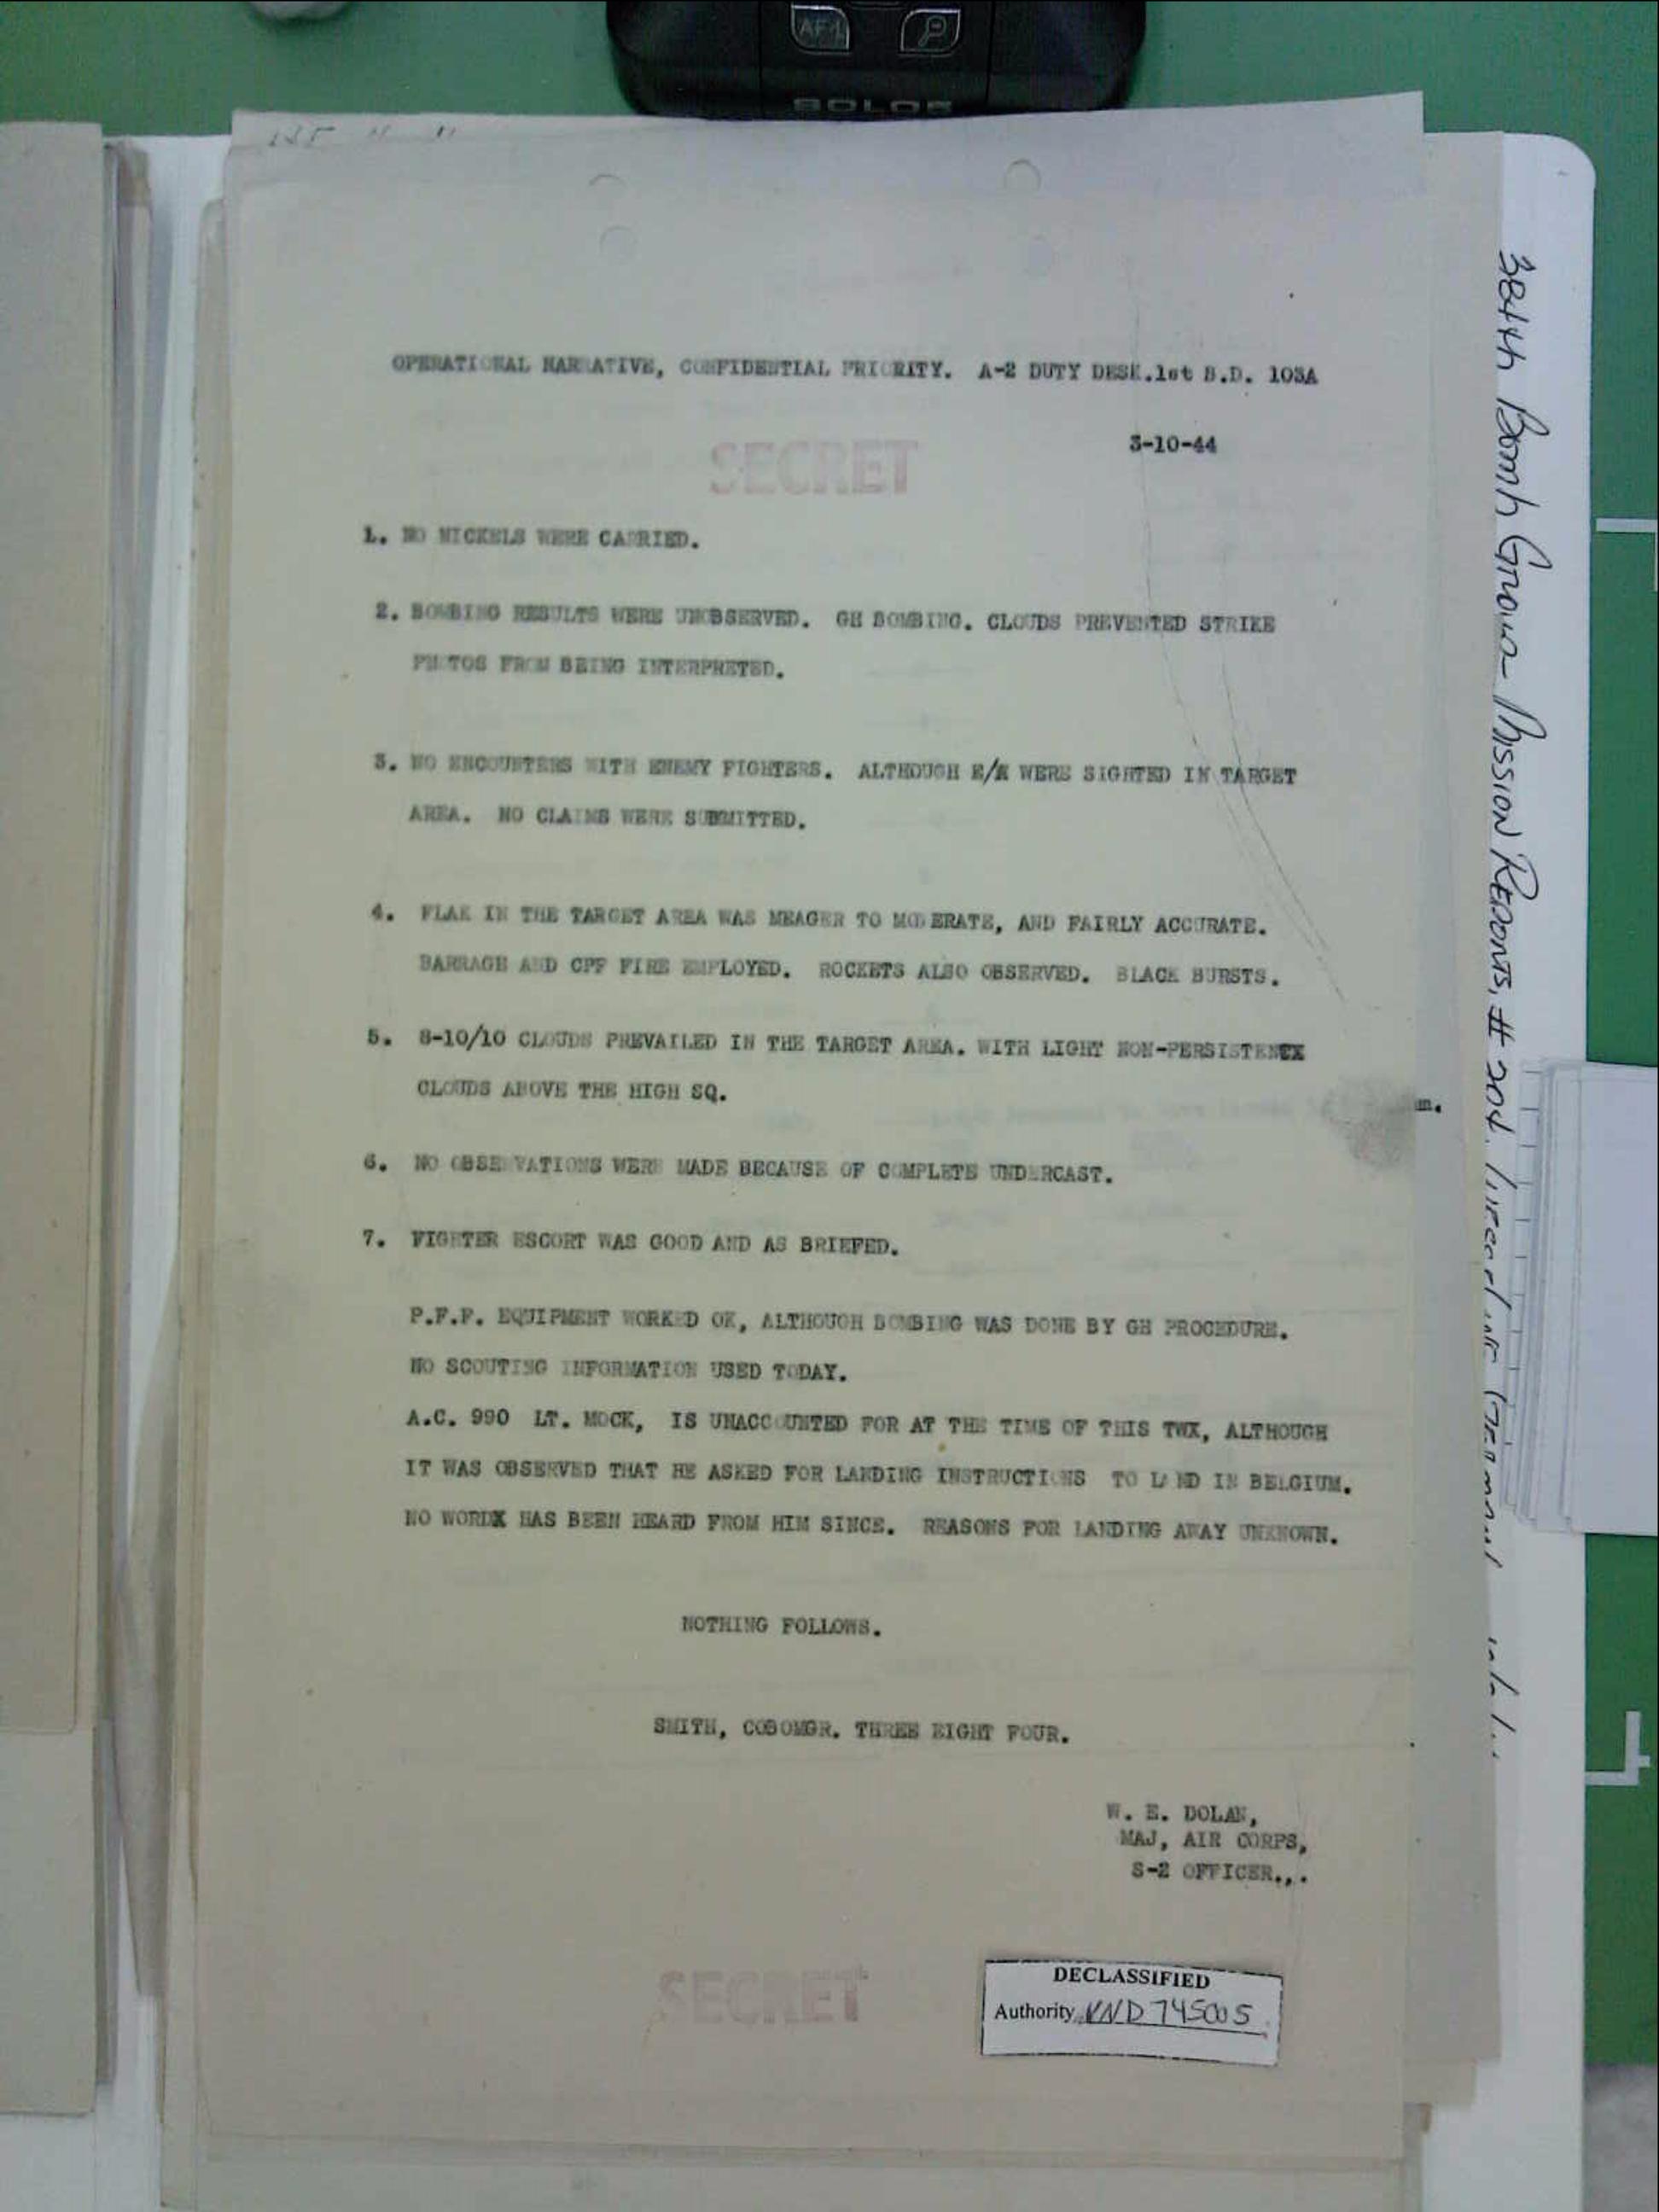 AF-L
SOLOR
OPERATIONAL NARRATIVE, CONFIDENTIAL PRIORITY. A-2 DUTY DESK.1st B.D. 103A
3-10-44
SECRET
1. NO NICKELS WERE CARRIED.
2. BOMBING RESULTS WERE UNOBSERVED. GH BOMBING. CLOUDS PREVENTED STRIKE
PHOTOS FROM BEING INTERPRETED.
3. NO ENCOUNTERS WITH ENEMY FIGHTERS. ALTHOUGH E/A WERE SIGHTED IN TARGET
AREA. NO CLAIMS WERE SUBMITTED.
4. FLAK IN THE TARGET AREA WAS MEAGER TO MODERATE, AND FAIRLY ACCURATE.
BARRAGE AND CPF FIRE EMPLOYED. ROCKETS ALSO OBSERVED. BLACK BURSTS.
5. 8-10/10 CLOUDS PREVAILED IN THE TARGET AREA. WITH LIGHT NON-PERSISTENT
CLOUDS ABOVE THE HIGH SQ.
6. NO OBSERVATIONS WERE MADE BECAUSE OF COMPLETE UNDERCAST.
7. FIGHTER ESCORT WAS GOOD AND AS BRIEFED.
P.F.F. EQUIPMENT WORKED OK, ALTHOUGH BOMBING WAS DONE BY GH PROCEDURE.
NO SCOUTING INFORMATION USED TODAY.
A.C. 990 LT. MOCK, IS UNACCOUNTED FOR AT THE TIME OF THIS TWX, ALTHOUGH
IT WAS OBSERVED THAT HE ASKED FOR LANDING INSTRUCTIONS TO LAND IN BELGIUM.
NO WORDX HAS BEEN HEARD FROM HIM SINCE. REASONS FOR LANDING AWAY UNKNOWN.
NOTHING FOLLOWS.
SMITH, COBOMGR. THREE EIGHT FOUR.
W. E. DOLAN,
MAJ, AIR CORPS,
S-2 OFFICER.,.
SECRET
DECLASSIFIED
Authority NND 745005
384th Bomb Group Mission Reports, # 204